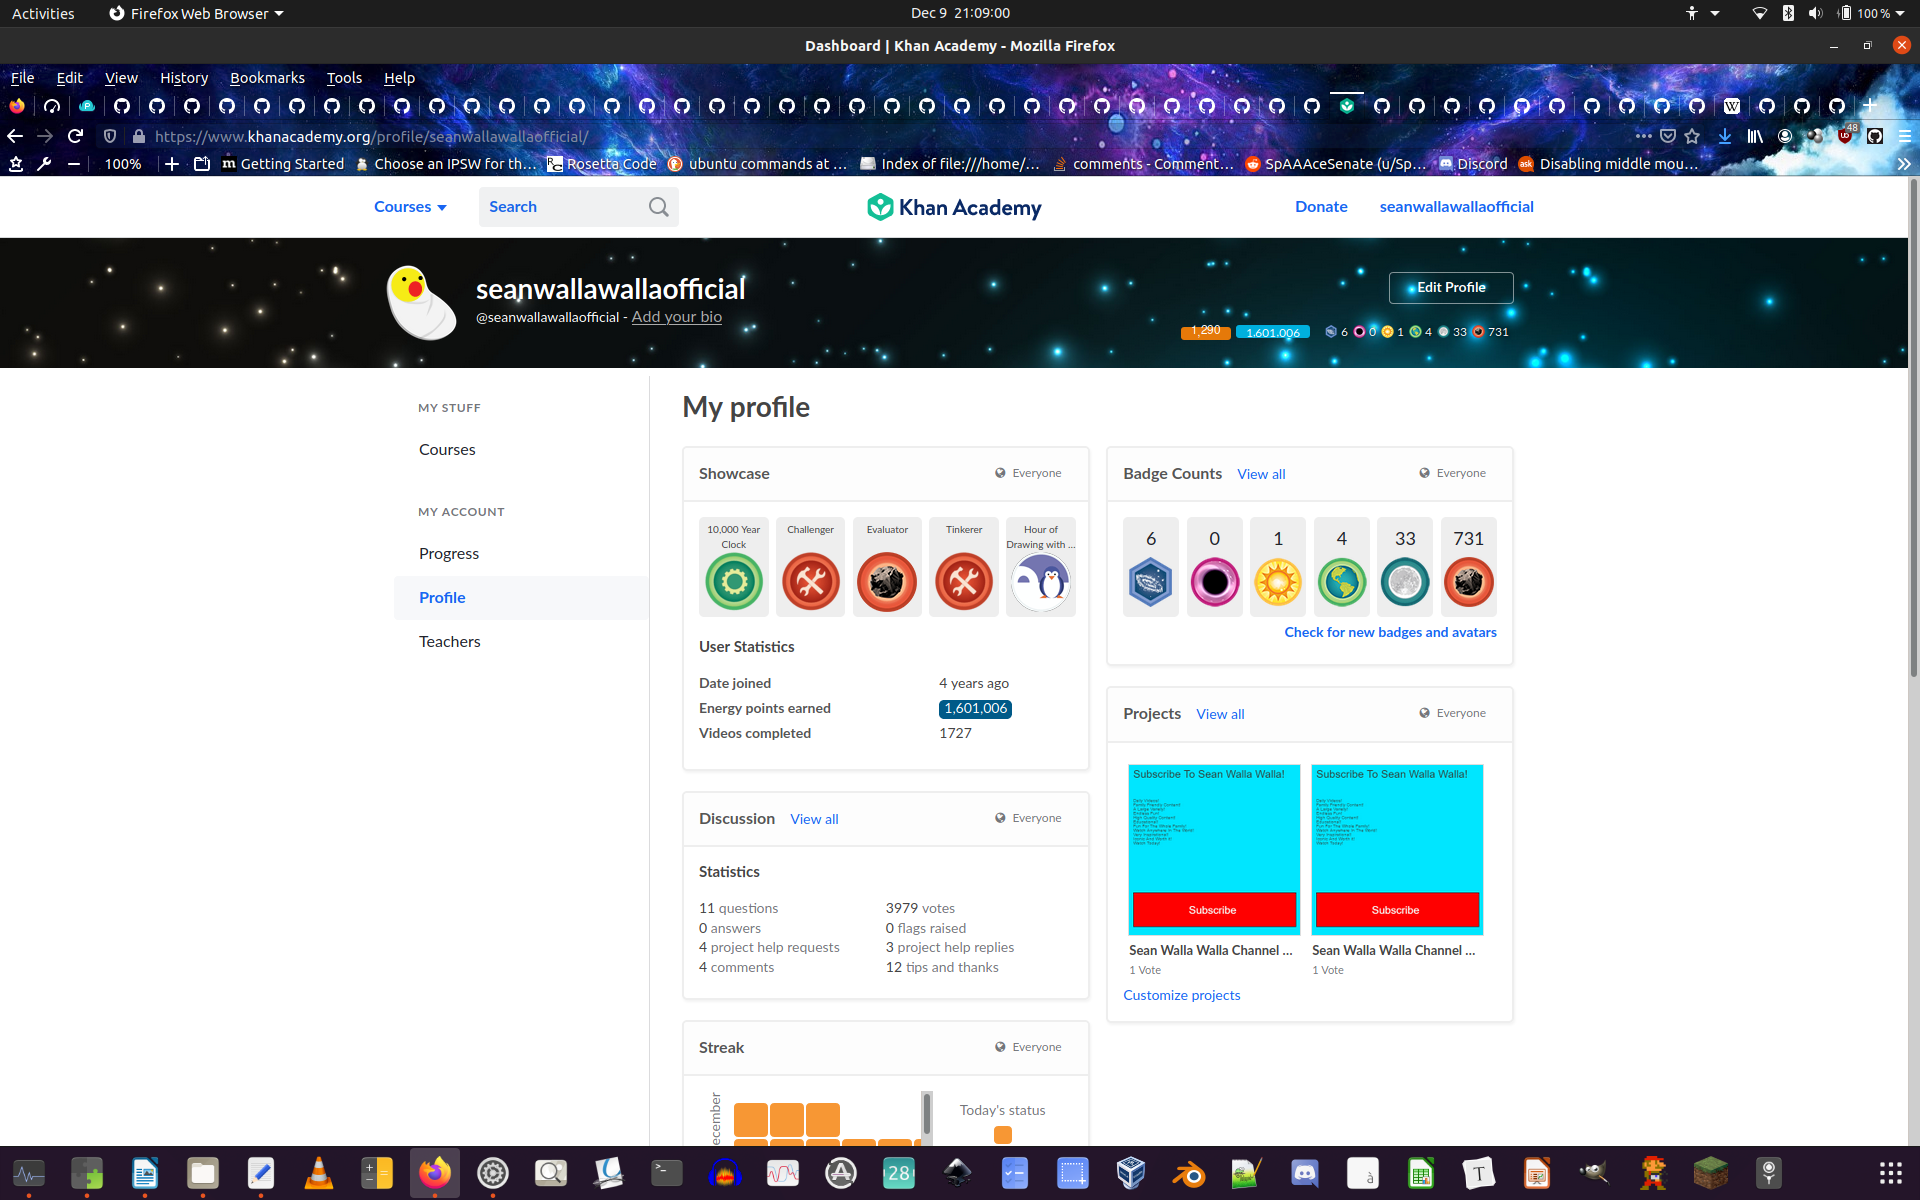 Activities
Firefox Web Browser
Dec 9 21:09:00
100 %
Dashboard | Khan Academy - Mozilla Firefox
File Edit View History Bookmarks Tools Help
https://www.khanacademy.org/profile/seanwallawallaofficial/
48
100%
Getting Started
Choose an IPSW for th...
Rosetta Code
ubuntu commands at ...
Index of file:///home/...
comments - Comment...
SpAAAceSenate (u/Sp...
Discord
Disabling middle mou...
Courses
Search
Khan Academy
Donate
seanwallawallaofficial
seanwallawallaofficial
@seanwallawallaofficial - Add your bio
Edit Profile
1,290
1,601,006
6 0 1 4 33 731
MY STUFF
Courses
MY ACCOUNT
Progress
Profile
Teachers
My profile
Showcase
Everyone
10,000 Year Clock
Challenger
Evaluator
Tinkerer
Hour of Drawing with ...
User Statistics
Date joined 4 years ago
Energy points earned 1,601,006
Videos completed 1727
Badge Counts View all
Everyone
6 0 1 4 33 731
Check for new badges and avatars
Discussion View all
Everyone
Statistics
11 questions 3979 votes
0 answers 0 flags raised
4 project help requests 3 project help replies
4 comments 12 tips and thanks
Projects View all
Everyone
Subscribe To Sean Walla Walla!
Subscribe
Sean Walla Walla Channel ...
1 Vote
Subscribe To Sean Walla Walla!
Subscribe
Sean Walla Walla Channel ...
1 Vote
Customize projects
Streak
Everyone
Today's status
28